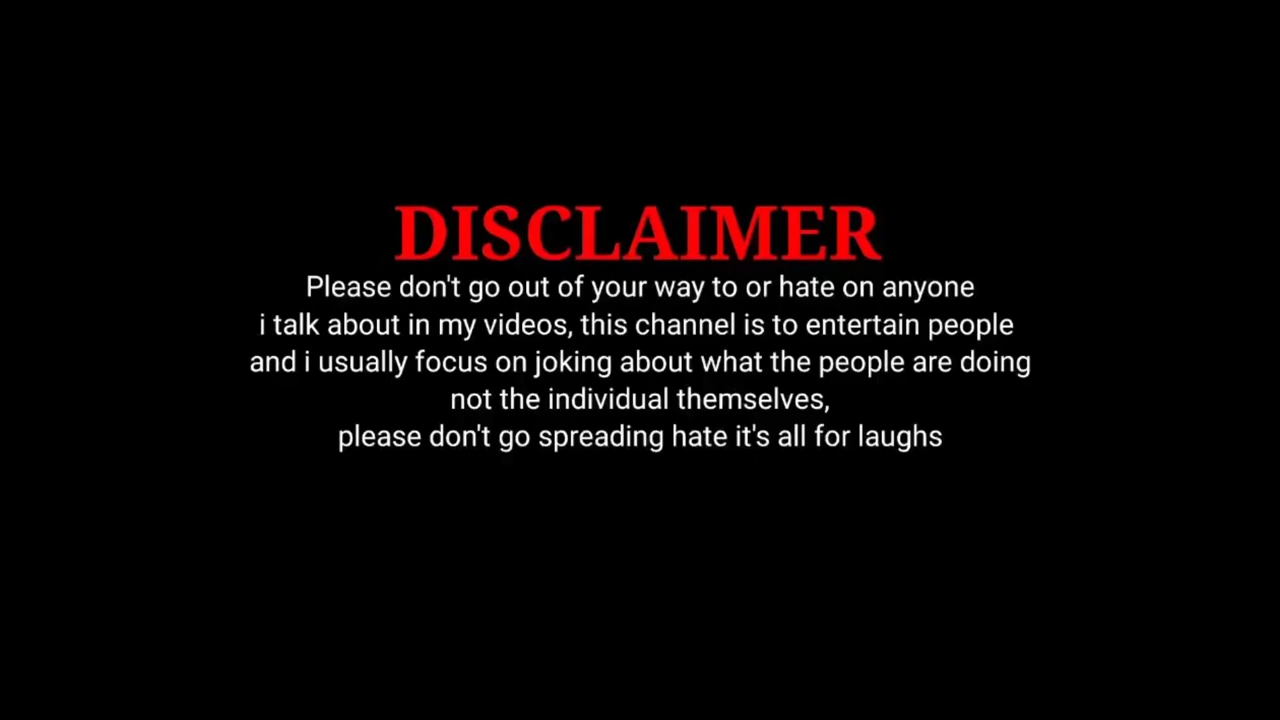 DISCLAIMER
Please don't go out of your way to or hate on anyone
i talk about in my videos, this channel is to entertain people
and i usually focus on joking about what the people are doing
not the individual themselves,
please don't go spreading hate it's all for laughs